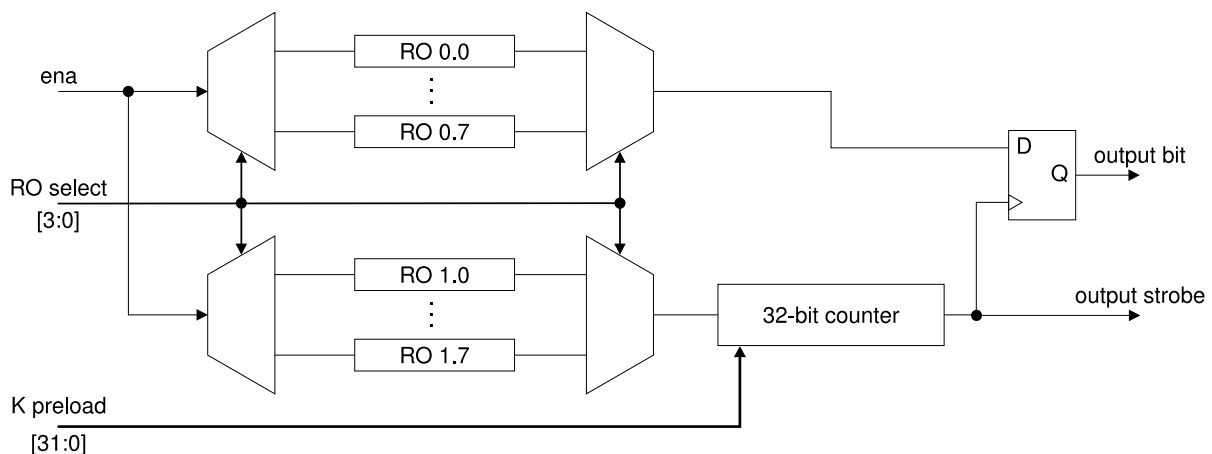 RO 0.0
ena
RO 0.7
D
output bit
Q
RO select
[3:0]
RO 1.0
output strobe
32-bit counter
RO 1.7
K preload
[31:0]